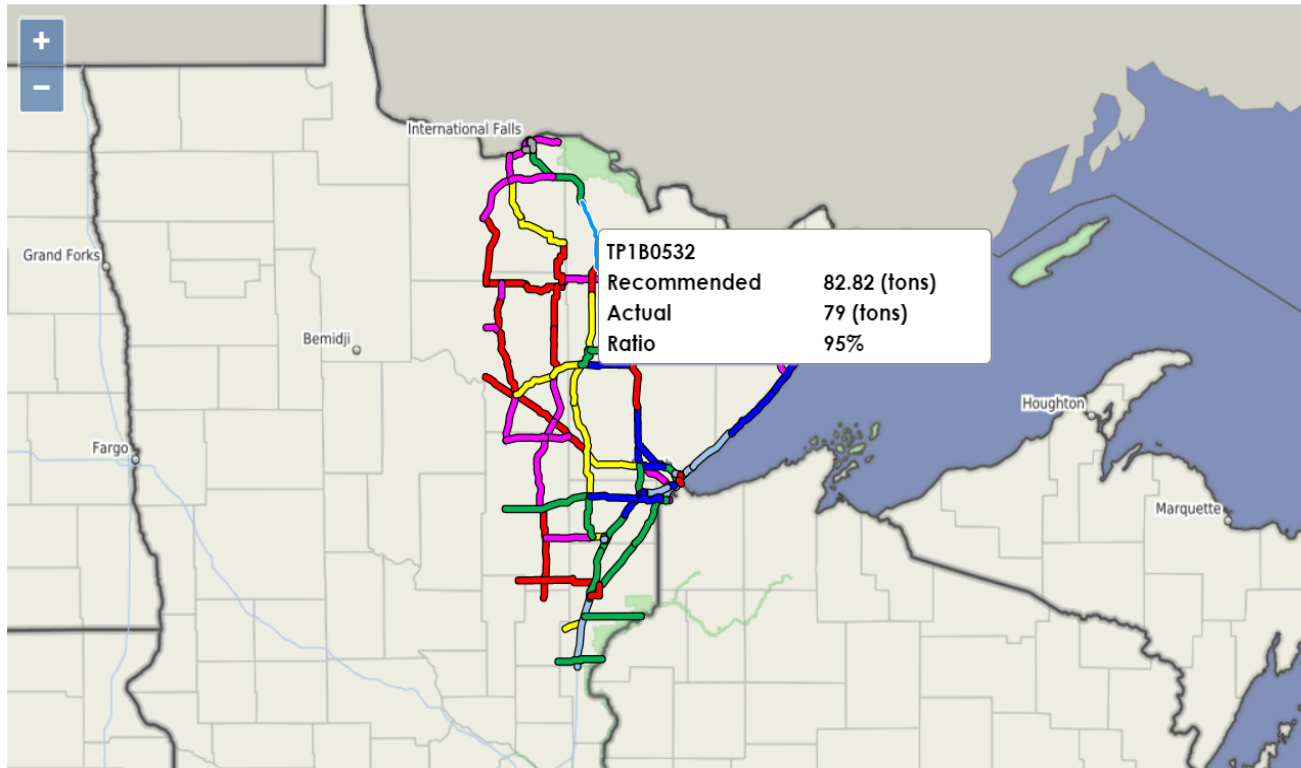 +
−
International Falls
Grand Forks
TP1B0532
Recommended 82.82 (tons)
Actual 79 (tons)
Ratio 95%
Bemidji
Houghton
Fargo
Marquette